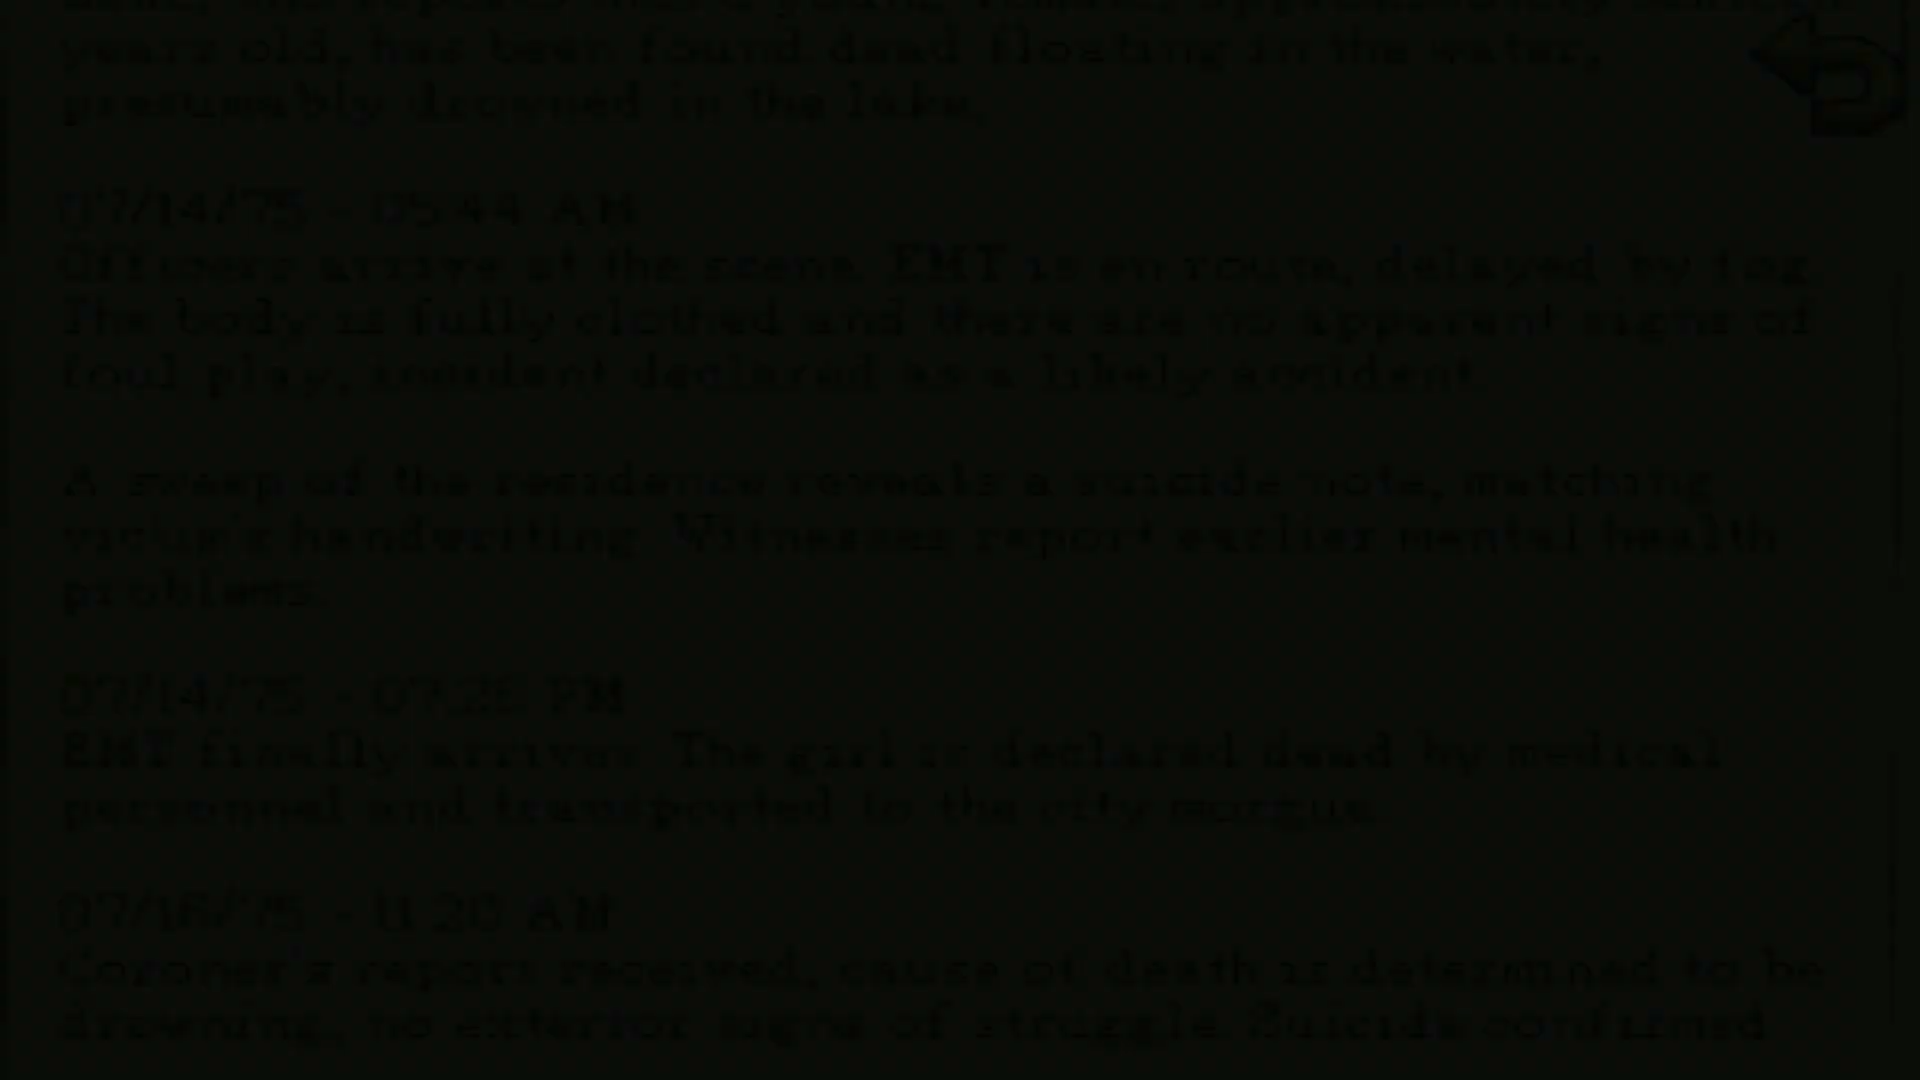 years old, has been found dead floating in the water,
presumably drowned in the lake.
07/14/75 - 05:44 AM
Officers arrive at the scene. EMT is en route, delayed by fog.
The body is fully clothed and there are no apparent signs of
foul play, incident declared as a likely accident.
A sweep of the residence reveals a suicide note, matching
victim's handwriting. Witnesses report earlier mental health
problems.
07/14/75 - 07:25 PM
EMT finally arrives. The girl is declared dead by medical
personnel and transported to the city morgue.
07/16/75 - 11:20 AM
Coroner's report received, cause of death is determined to be
drowning, no exterior signs of struggle. Suicide confirmed